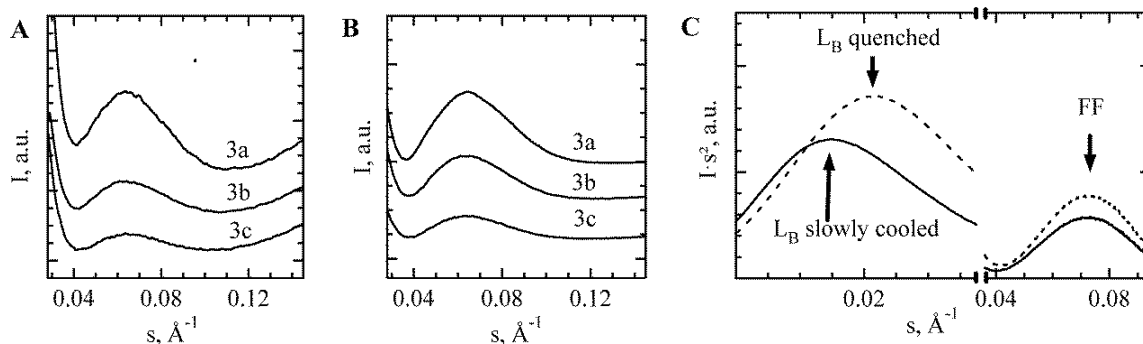 A
I, a.u.
3a
3b
3c
0.04 0.08 0.12
s, Å⁻¹
B
I, a.u.
3a
3b
3c
0.04 0.08 0.12
s, Å⁻¹
C
I·s², a.u.
L_B quenched
FF
L_B slowly cooled
0.02 0.04 0.08
s, Å⁻¹